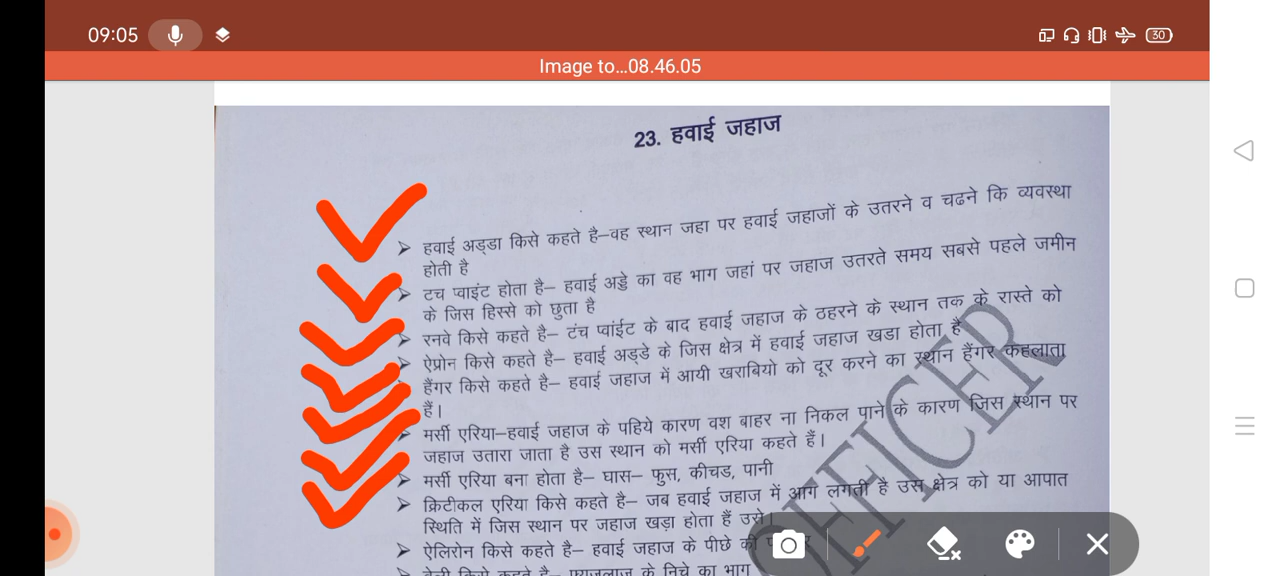 09:05
30
Image to...08.46.05
23. हवाई जहाज
➤ हवाई अड्डा किसे कहते है–वह स्थान जहा पर हवाई जहाजों के उतरने व चढने कि व्यवस्था
होती है
➤ टच प्वाइंट होता है– हवाई अड्डे का वह भाग जहां पर जहाज उतरते समय सबसे पहले जमीन
के जिस हिस्से को छुता है
➤ रनवे किसे कहते है– टंच प्वांईट के बाद हवाई जहाज के ठहरने के स्थान तक के रास्ते को
➤ ऐप्रोन किसे कहते है– हवाई अड्डे के जिस क्षेत्र में हवाई जहाज खडा होता है
हैंगर किसे कहते है– हवाई जहाज में आयी खराबियो को दूर करने का स्थान हैंगर कहलाता
हैं।
➤ मर्सी एरिया–हवाई जहाज के पहिये कारण वश बाहर ना निकल पाने के कारण जिस स्थान पर
जहाज उतारा जाता है उस स्थान को मर्सी एरिया कहते हैं।
➤ मर्सी एरिया बना होता है– घास– फुस, कीचड, पानी
➤ क्रिटीकल एरिया किसे कहते है– जब हवाई जहाज में आग लगती है उस क्षेत्र को या आपात
स्थिति में जिस स्थान पर जहाज खड़ा होता हैं उसे।
➤ ऐलिरोन किसे कहते है– हवाई जहाज के पीछे की
किसे कहते है– के निचे का भाग
OFFICER